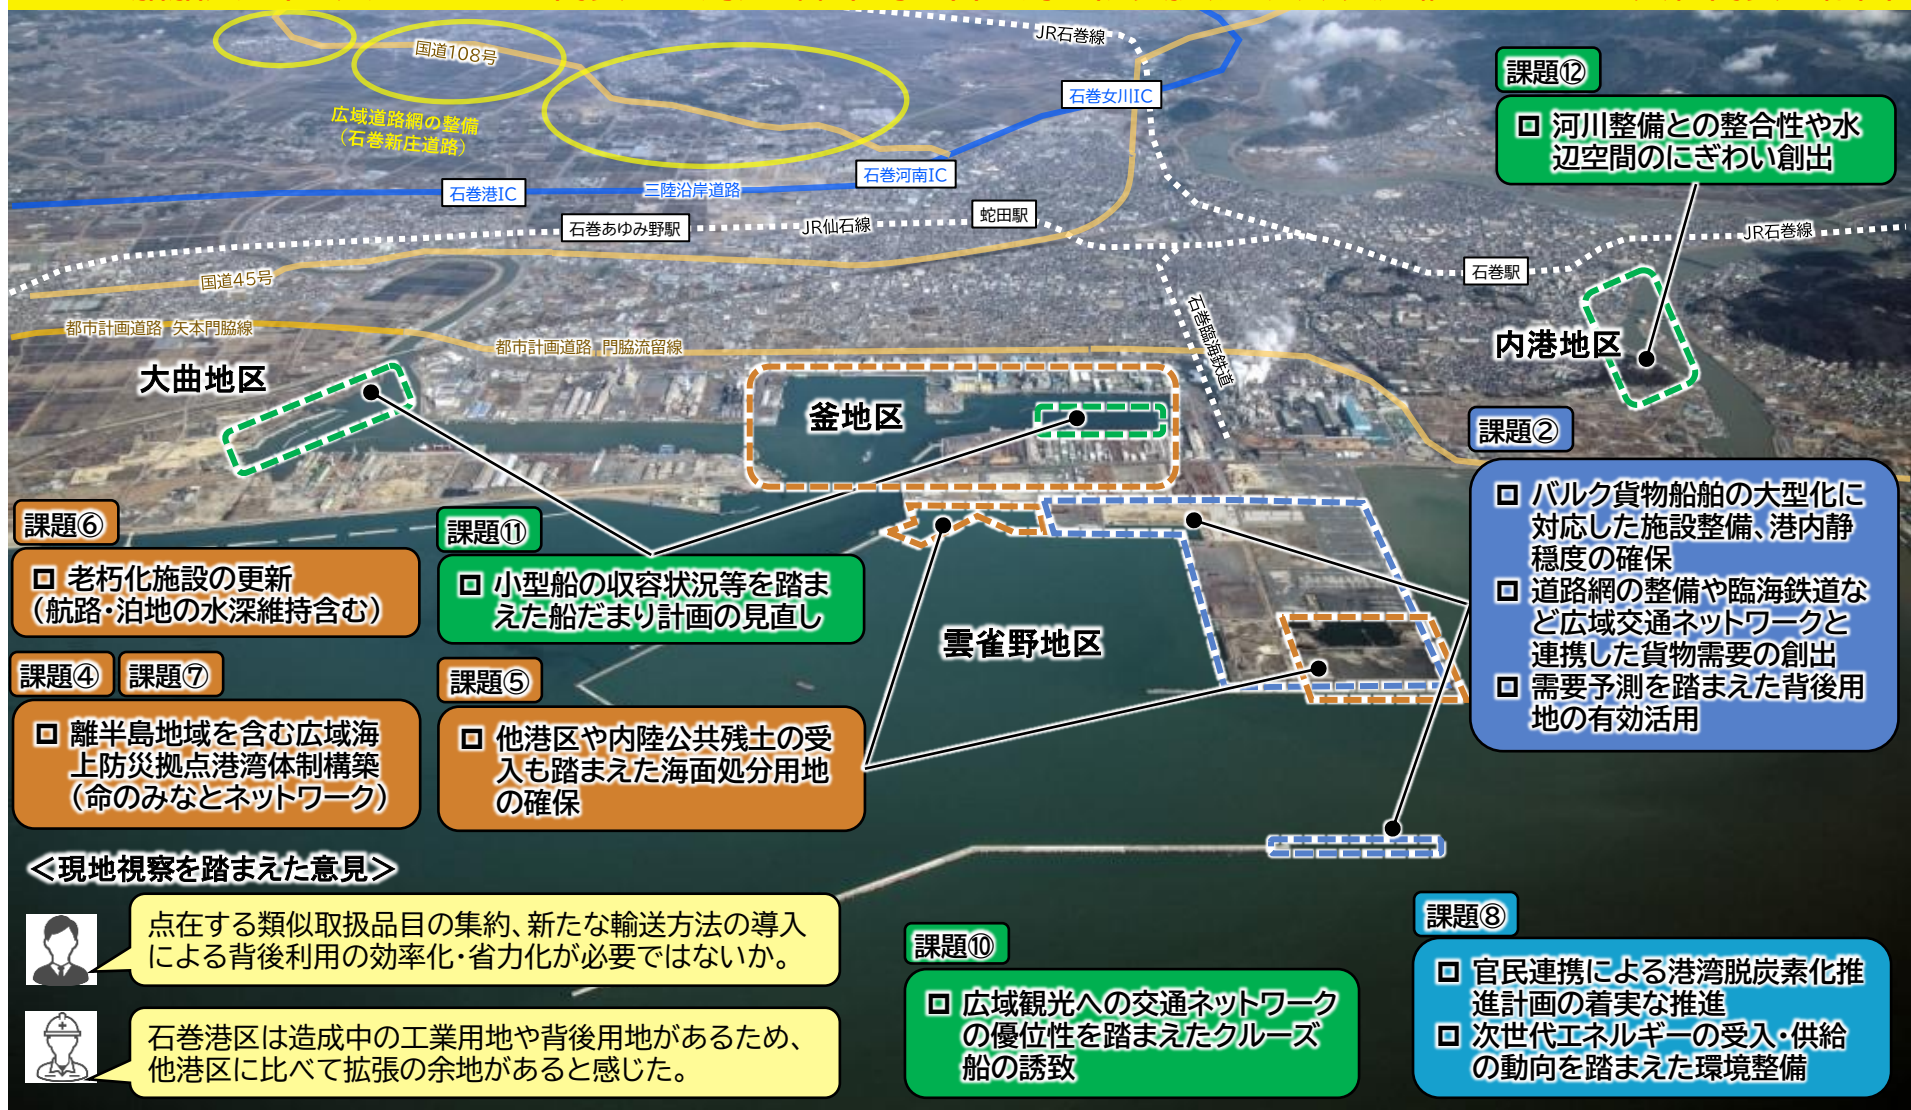 国道108号
JR石巻線
石巻女川IC
広域道路網の整備
（石巻新庄道路）
石巻河南IC
石巻港IC
三陸沿岸道路
蛇田駅
石巻あゆみ野駅
JR仙石線
JR石巻線
石巻駅
国道45号
石巻臨海鉄道
都市計画道路 矢本門脇線
都市計画道路 門脇流留線
大曲地区
釜地区
内港地区
雲雀野地区
課題⑫
河川整備との整合性や水
辺空間のにぎわい創出
課題②
バルク貨物船舶の大型化に
対応した施設整備、港内静
穏度の確保
道路網の整備や臨海鉄道な
ど広域交通ネットワークと
連携した貨物需要の創出
需要予測を踏まえた背後用
地の有効活用
課題⑥
老朽化施設の更新
（航路・泊地の水深維持含む）
課題⑪
小型船の収容状況等を踏ま
えた船だまり計画の見直し
課題④ 課題⑦
離半島地域を含む広域海
上防災拠点港湾体制構築
（命のみなとネットワーク）
課題⑤
他港区や内陸公共残土の受
入も踏まえた海面処分用地
の確保
＜現地視察を踏まえた意見＞
点在する類似取扱品目の集約、新たな輸送方法の導入
による背後利用の効率化・省力化が必要ではないか。
石巻港区は造成中の工業用地や背後用地があるため、
他港区に比べて拡張の余地があると感じた。
課題⑩
広域観光への交通ネットワーク
の優位性を踏まえたクルーズ
船の誘致
課題⑧
官民連携による港湾脱炭素化推
進計画の着実な推進
次世代エネルギーの受入・供給
の動向を踏まえた環境整備